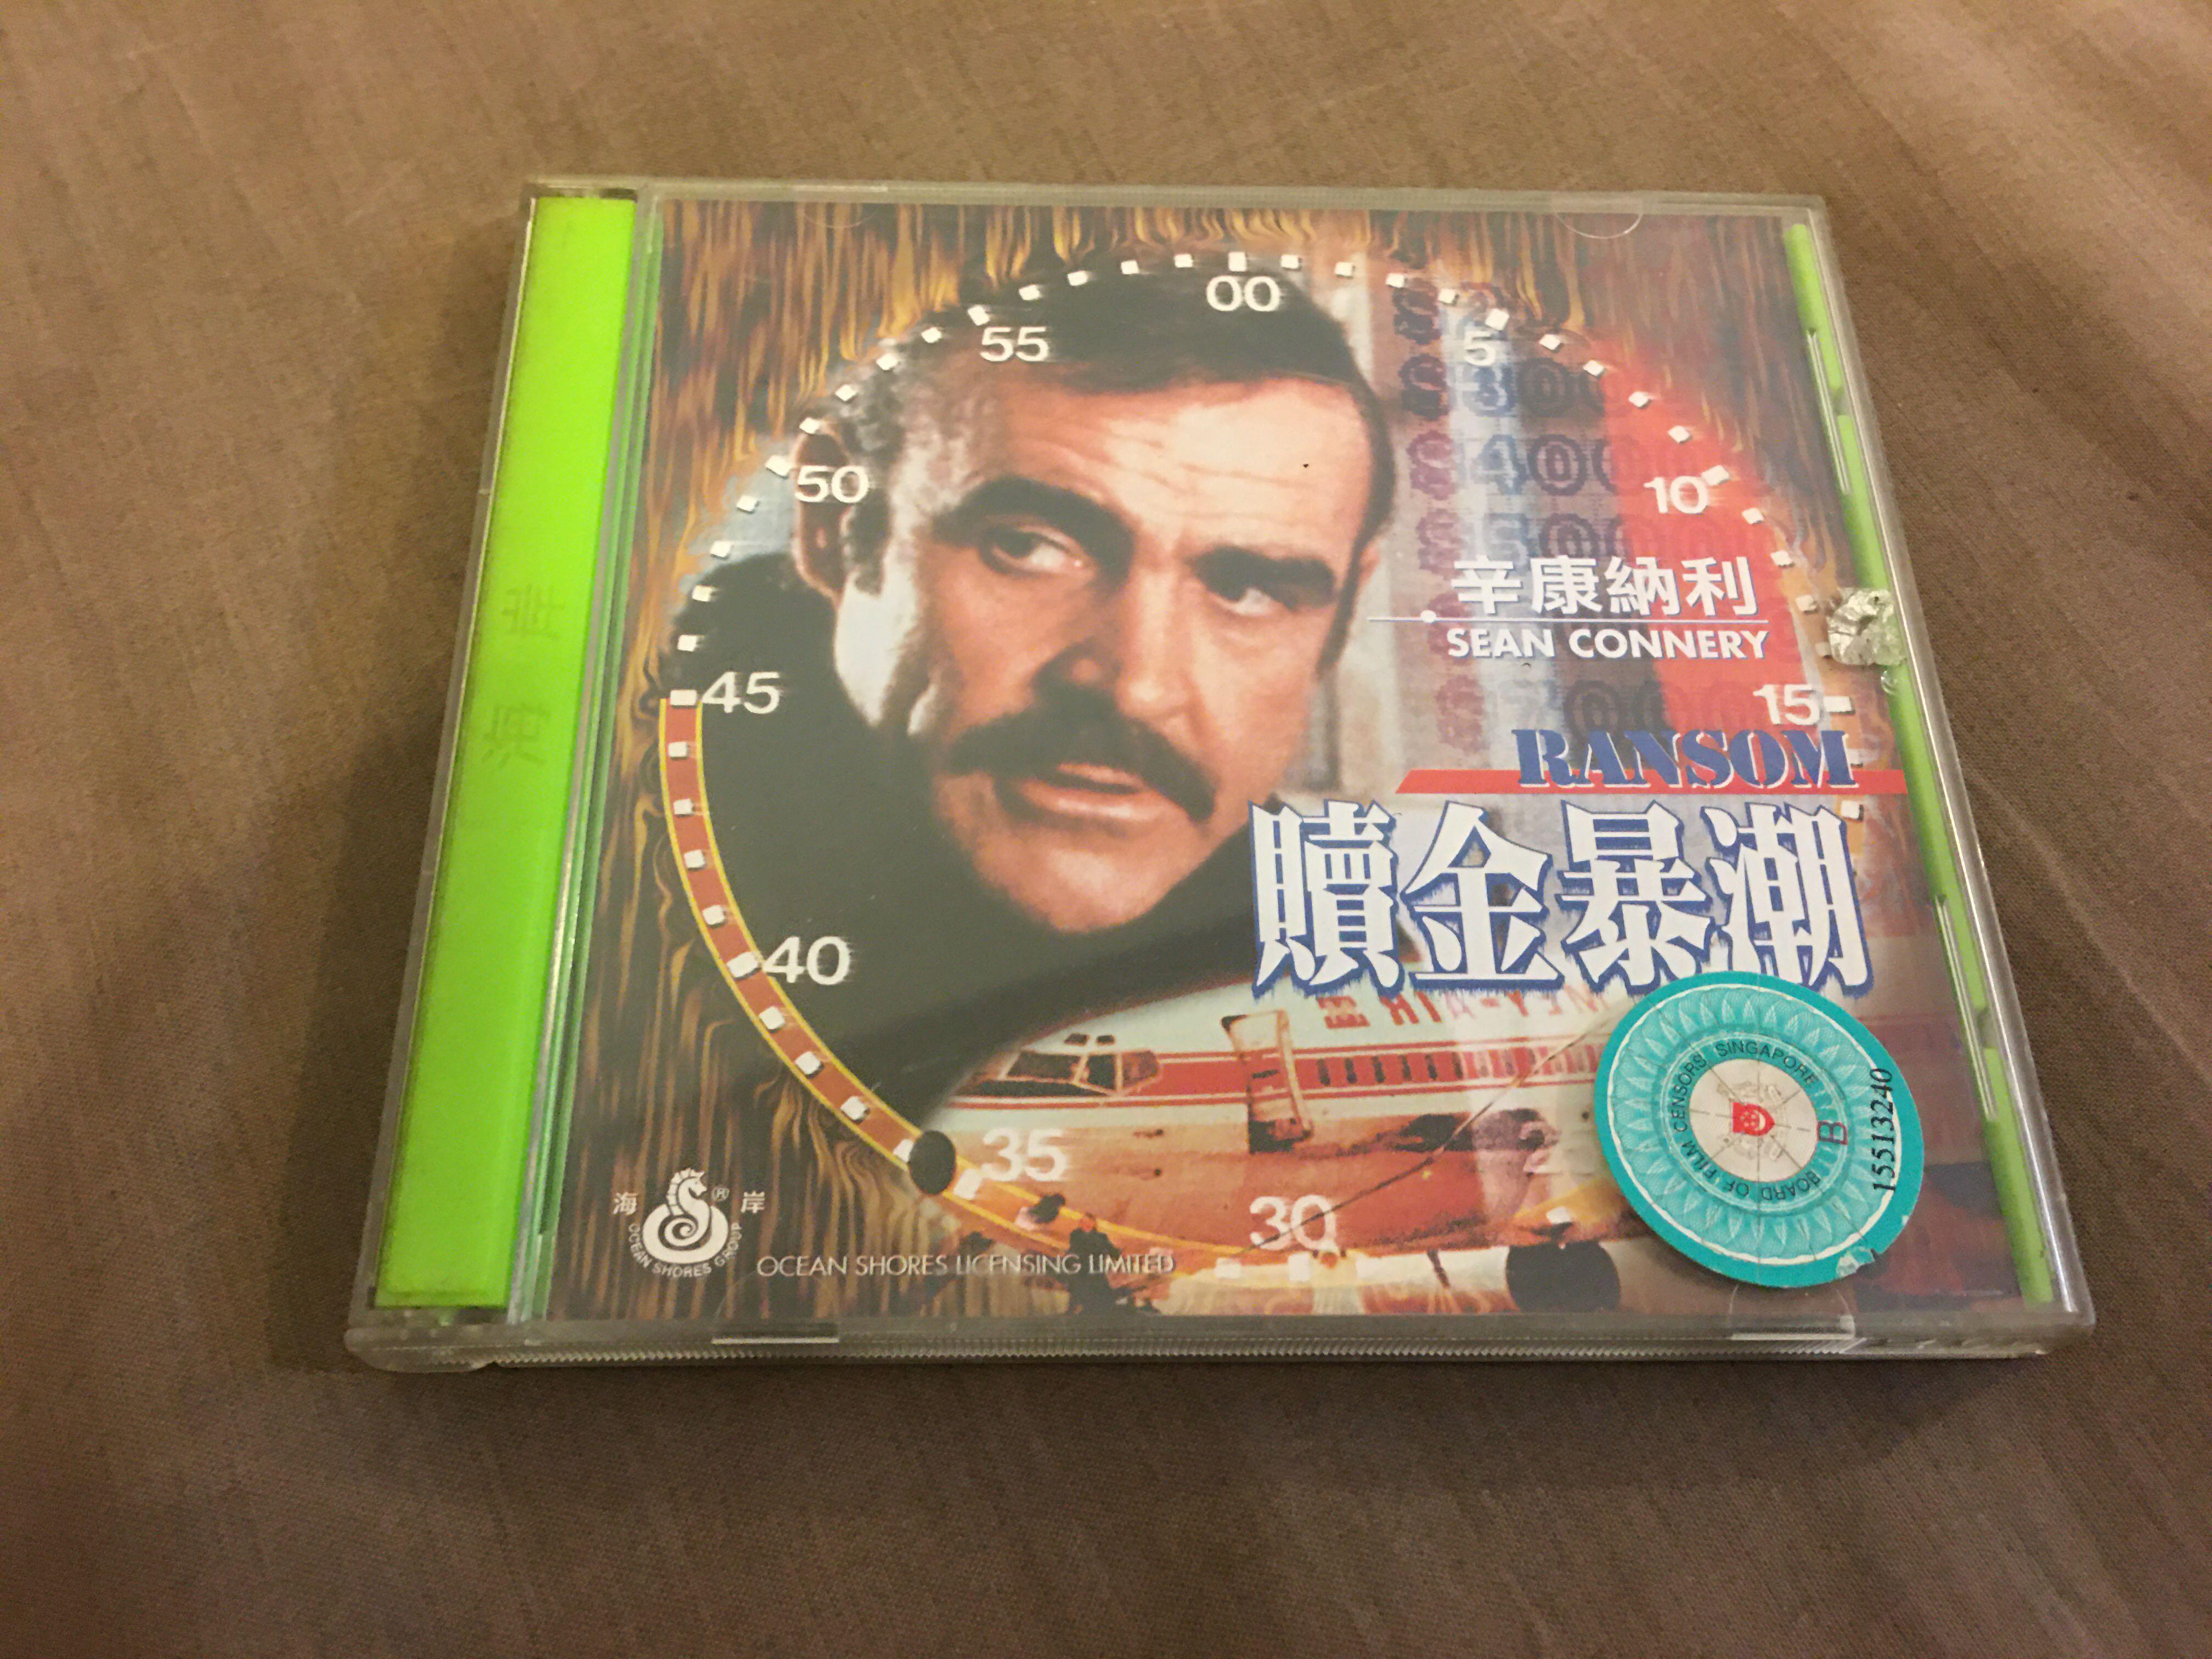 00
55
5
50
10
辛康納利
SEAN CONNERY
45
15
RANSOM
贖金暴潮
40
35
30
海 ® 岸
OCEAN SHORES GROUP
OCEAN SHORES LICENSING LIMITED
BOARD OF FILM CENSORS SINGAPORE
B
15513240